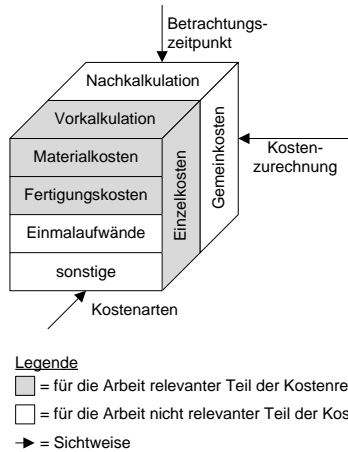 Betrachtungs-
zeitpunkt
Nachkalkulation
Vorkalkulation
Materialkosten
Fertigungskosten
Einmalaufwände
sonstige
Einzelkosten
Gemeinkosten
Kosten-
zurechnung
Kostenarten
Legende
= für die Arbeit relevanter Teil der Kostenre
= für die Arbeit nicht relevanter Teil der Kos
= Sichtweise